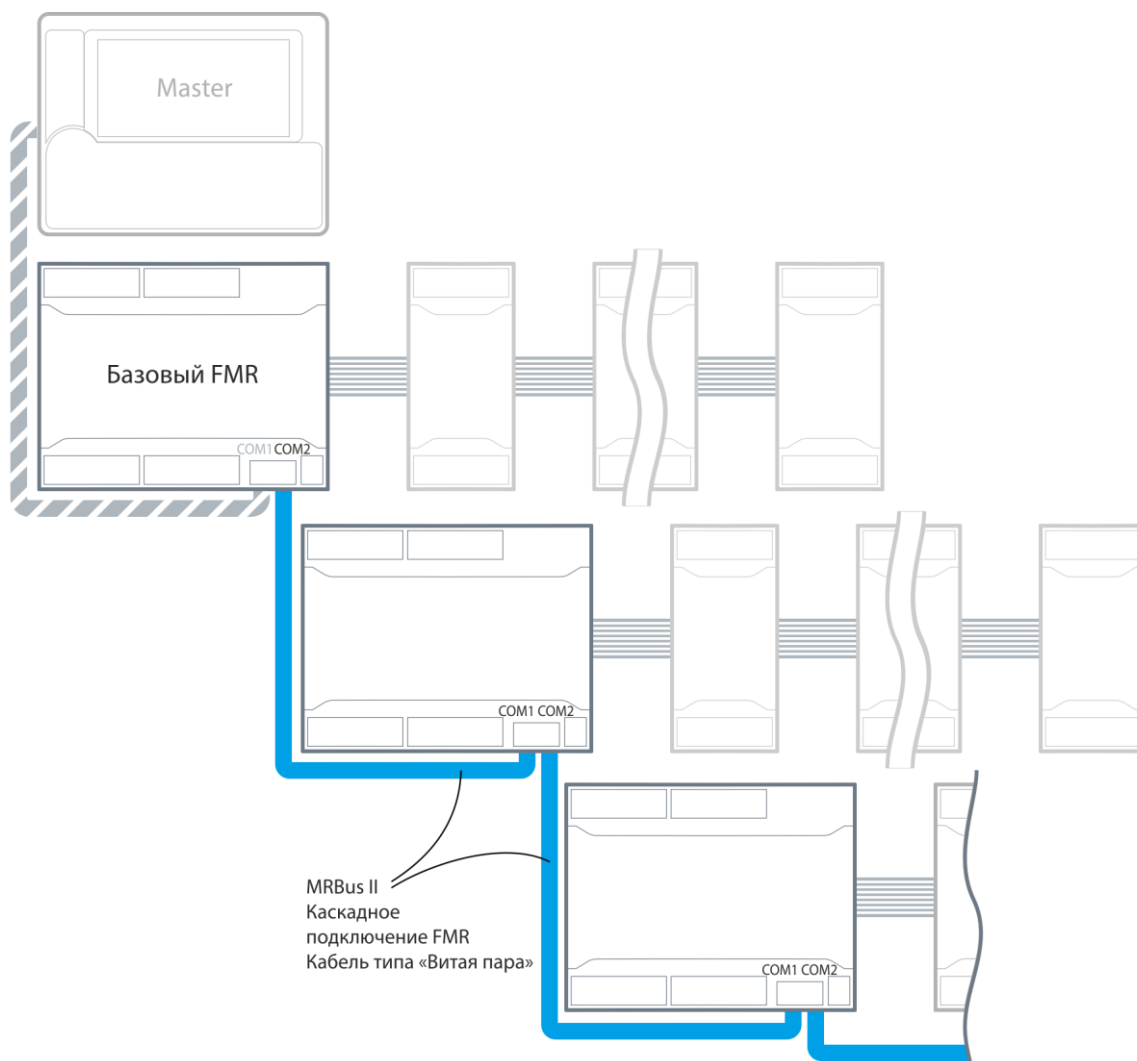 Master
Базовый FMR
COM1 COM2
COM1 COM2
MRBus II
Каскадное
подключение FMR
Кабель типа «Витая пара»
COM1 COM2